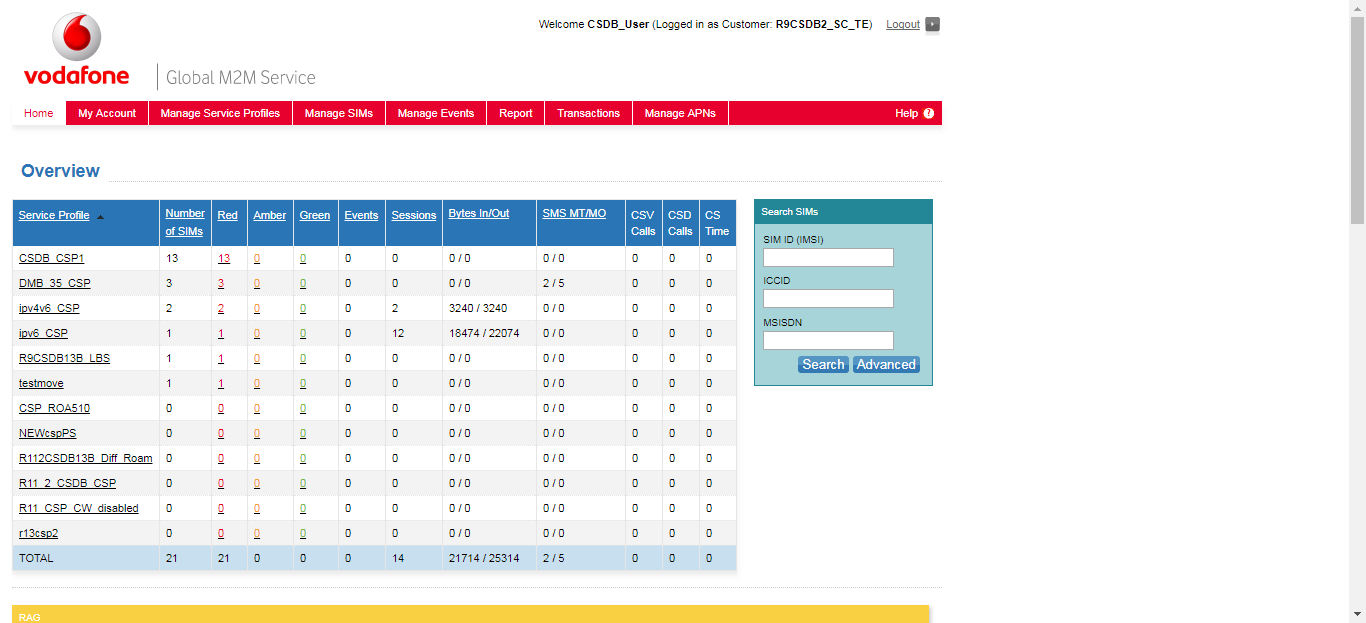 Welcome CSDB_User (Logged in as Customer: R9CSDB2_SC_TE) Logout
vodafone Global M2M Service
Home My Account Manage Service Profiles Manage SIMs Manage Events Report Transactions Manage APNs Help ?
Overview
Service Profile Number of SIMs Red Amber Green Events Sessions Bytes In/Out SMS MT/MO CSV Calls CSD Calls CS Time
CSDB_CSP1 13 13 0 0 0 0 0 / 0 0 / 0 0 0 0
DMB_35_CSP 3 3 0 0 0 0 0 / 0 2 / 5 0 0 0
ipv4v6_CSP 2 2 0 0 0 2 3240 / 3240 0 / 0 0 0 0
ipv6_CSP 1 1 0 0 0 12 18474 / 22074 0 / 0 0 0 0
R9CSDB13B_LBS 1 1 0 0 0 0 0 / 0 0 / 0 0 0 0
testmove 1 1 0 0 0 0 0 / 0 0 / 0 0 0 0
CSP_ROA510 0 0 0 0 0 0 0 / 0 0 / 0 0 0 0
NEWcspPS 0 0 0 0 0 0 0 / 0 0 / 0 0 0 0
R112CSDB13B_Diff_Roam 0 0 0 0 0 0 0 / 0 0 / 0 0 0 0
R11_2_CSDB_CSP 0 0 0 0 0 0 0 / 0 0 / 0 0 0 0
R11_CSP_CW_disabled 0 0 0 0 0 0 0 / 0 0 / 0 0 0 0
r13csp2 0 0 0 0 0 0 0 / 0 0 / 0 0 0 0
TOTAL 21 21 0 0 0 14 21714 / 25314 2 / 5 0 0 0
Search SIMs
SIM ID (IMSI)
ICCID
MSISDN
Search Advanced
RAG